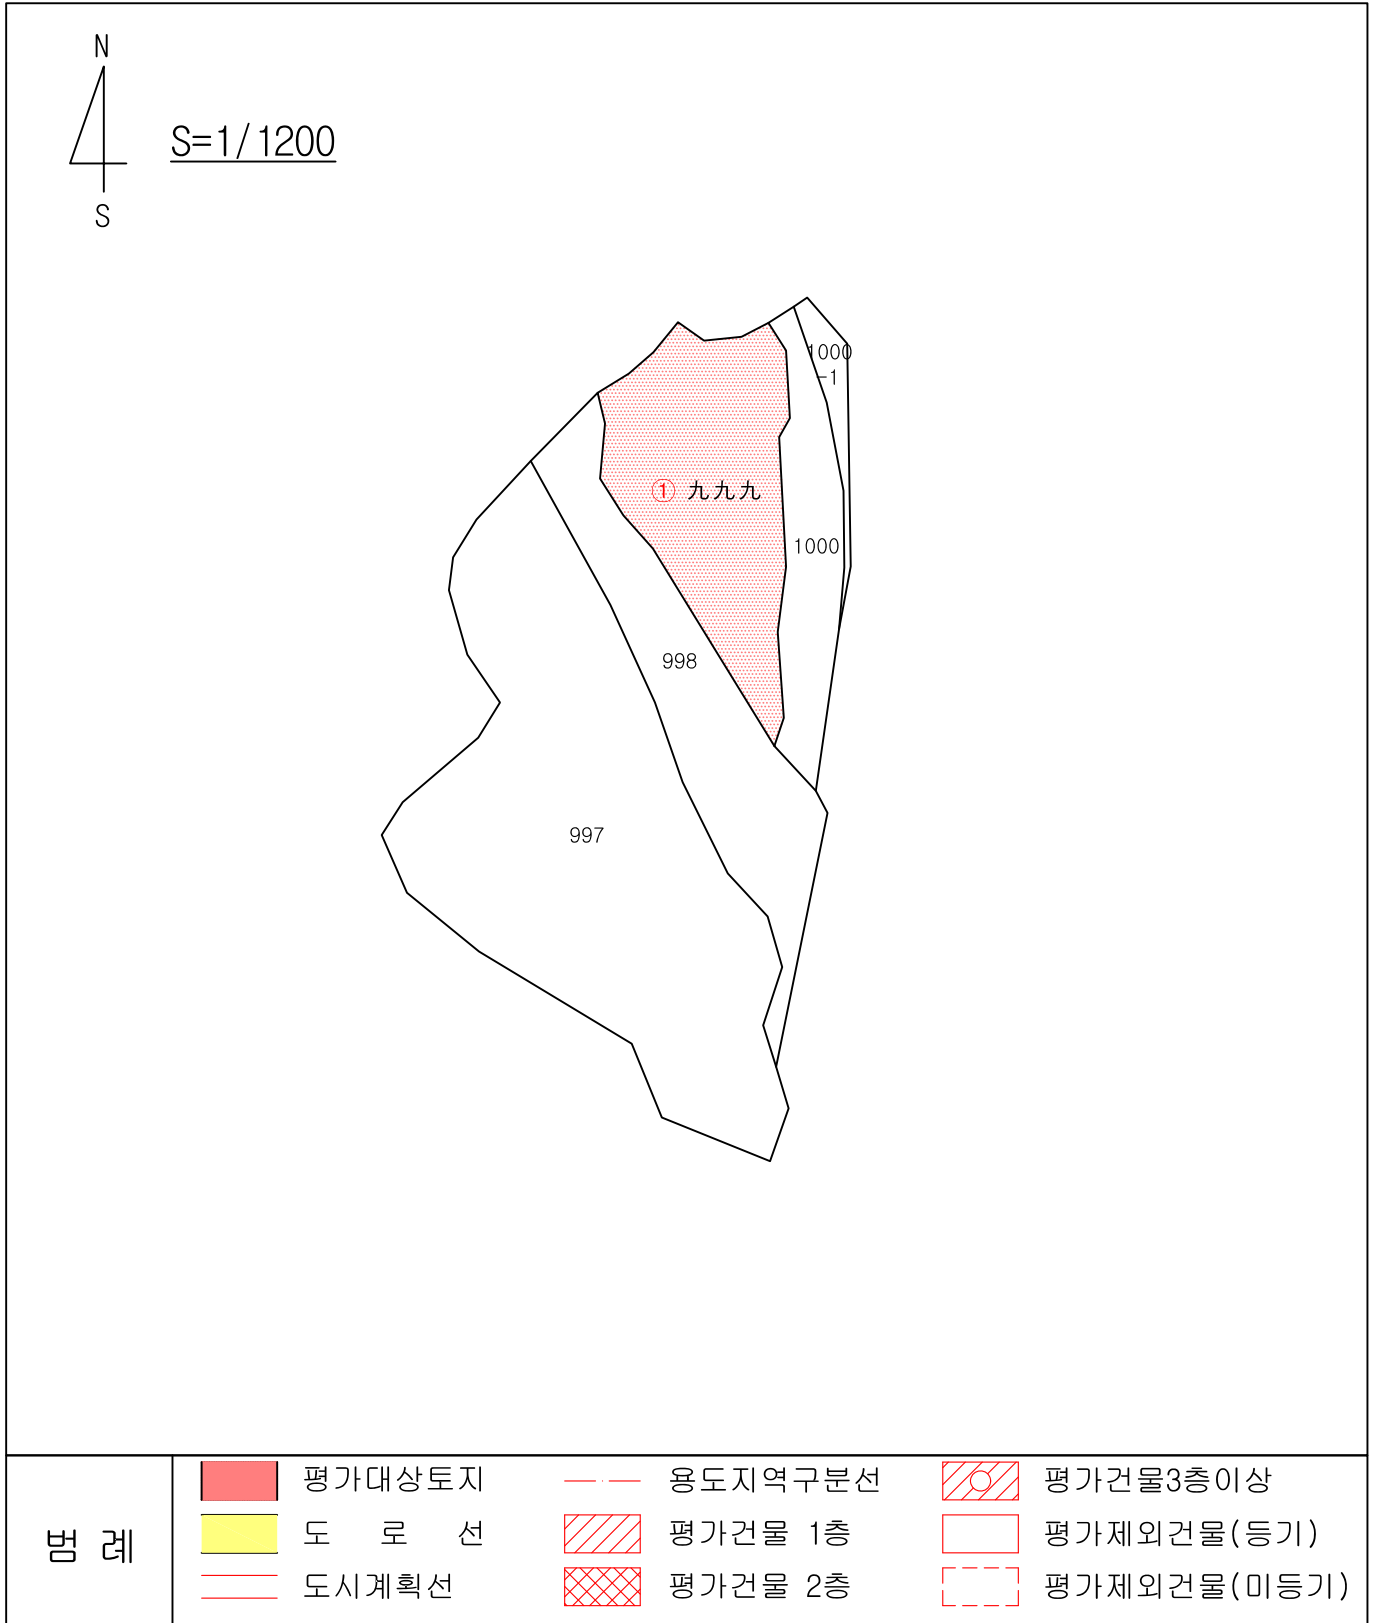 N
S=1/1200
S
1000
-1
① 九九九
1000
998
997
범 례
평가대상토지
용도지역구분선
평가건물3층이상
도 로 선
평가건물 1층
평가제외건물(등기)
도시계획선
평가건물 2층
평가제외건물(미등기)